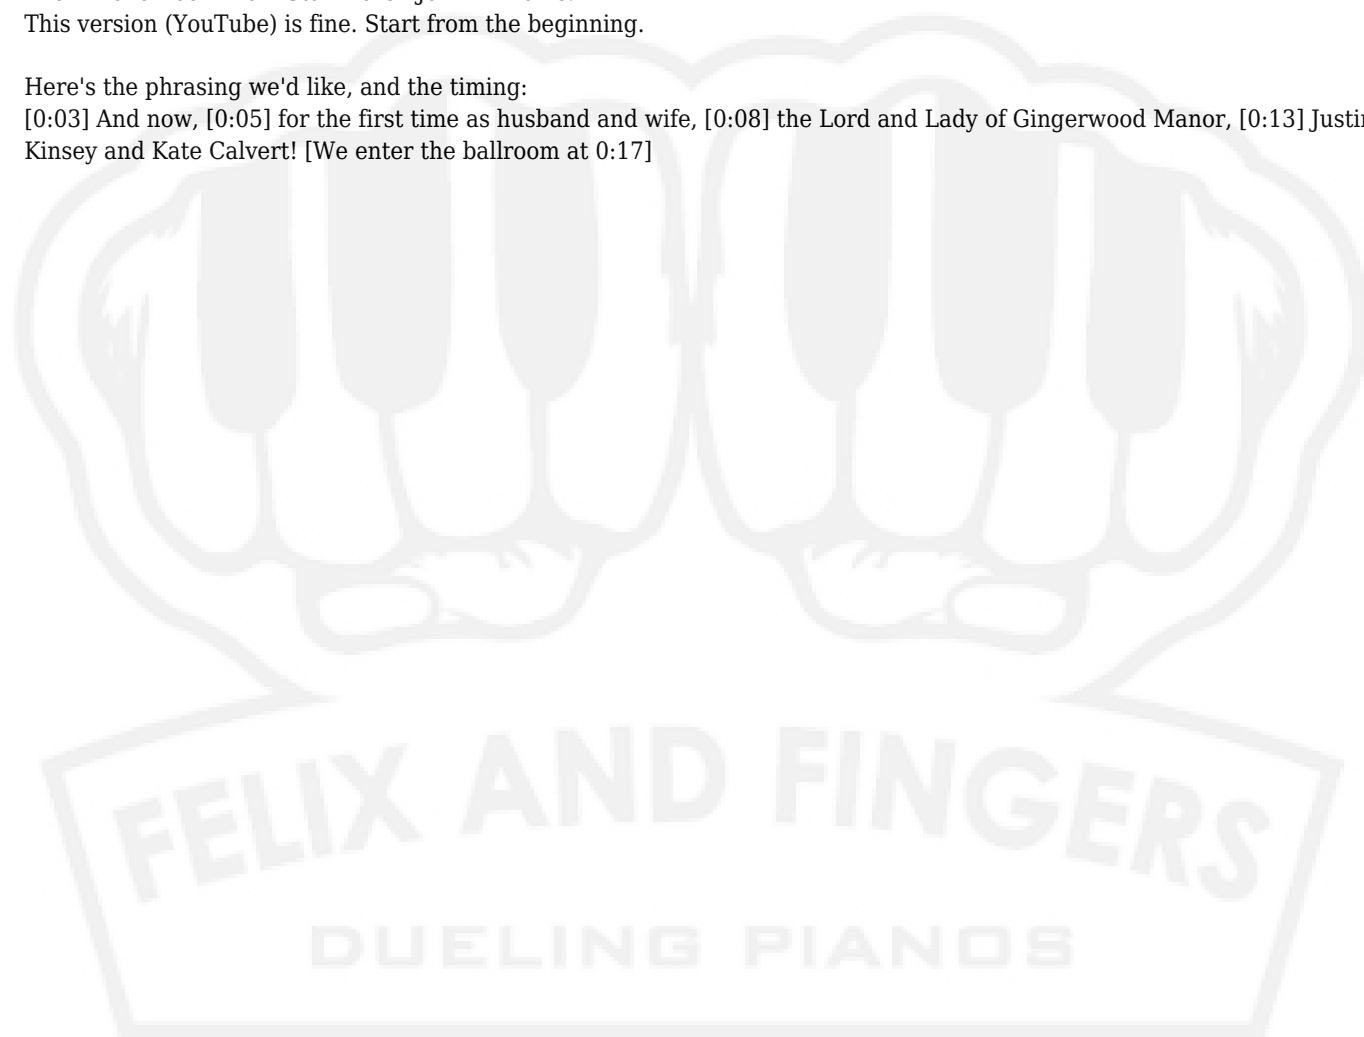 This version (YouTube) is fine. Start from the beginning.
Here's the phrasing we'd like, and the timing:
[0:03] And now, [0:05] for the first time as husband and wife, [0:08] the Lord and Lady of Gingerwood Manor, [0:13] Justin
Kinsey and Kate Calvert! [We enter the ballroom at 0:17]
FELIX AND FINGERS
DUELING PIANOS